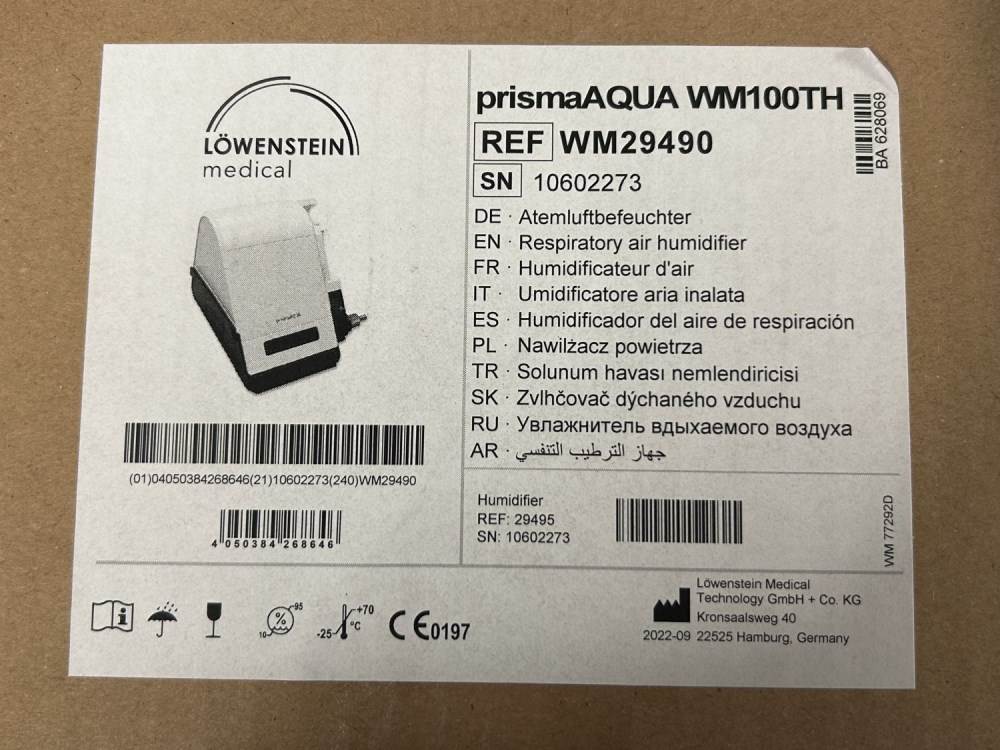 LÖWENSTEIN
medical
prismaAQUA WM100TH
REF WM29490
SN 10602273
BA 628069
DE · Atemluftbefeuchter
EN · Respiratory air humidifier
FR · Humidificateur d'air
IT · Umidificatore aria inalata
ES · Humidificador del aire de respiración
PL · Nawilżacz powietrza
TR · Solunum havası nemlendiricisi
SK · Zvlhčovač dýchaného vzduchu
RU · Увлажнитель вдыхаемого воздуха
AR · جهاز الترطيب التنفسي
(01)04050384268646(21)10602273(240)WM29490
4 050384 268646
Humidifier
REF: 29495
SN: 10602273
WM 77292D
10 % 95
-25 °C +70
CE 0197
Löwenstein Medical
Technology GmbH + Co. KG
Kronsaalsweg 40
2022-09 22525 Hamburg, Germany